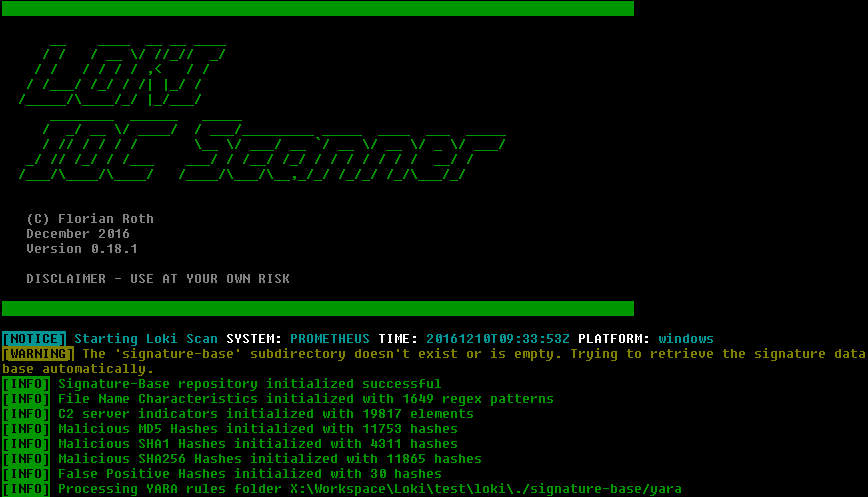 LOKI
IOC Scanner
(C) Florian Roth
December 2016
Version 0.18.1
DISCLAIMER - USE AT YOUR OWN RISK
[NOTICE] Starting Loki Scan SYSTEM: PROMETHEUS TIME: 20161210T09:33:53Z PLATFORM: windows
[WARNING] The 'signature-base' subdirectory doesn't exist or is empty. Trying to retrieve the signature data
base automatically.
[INFO] Signature-Base repository initialized successful
[INFO] File Name Characteristics initialized with 1649 regex patterns
[INFO] C2 server indicators initialized with 19817 elements
[INFO] Malicious MD5 Hashes initialized with 11753 hashes
[INFO] Malicious SHA1 Hashes initialized with 4311 hashes
[INFO] Malicious SHA256 Hashes initialized with 11865 hashes
[INFO] False Positive Hashes initialized with 30 hashes
[INFO] Processing YARA rules folder X:\Workspace\Loki\test\loki\./signature-base/yara